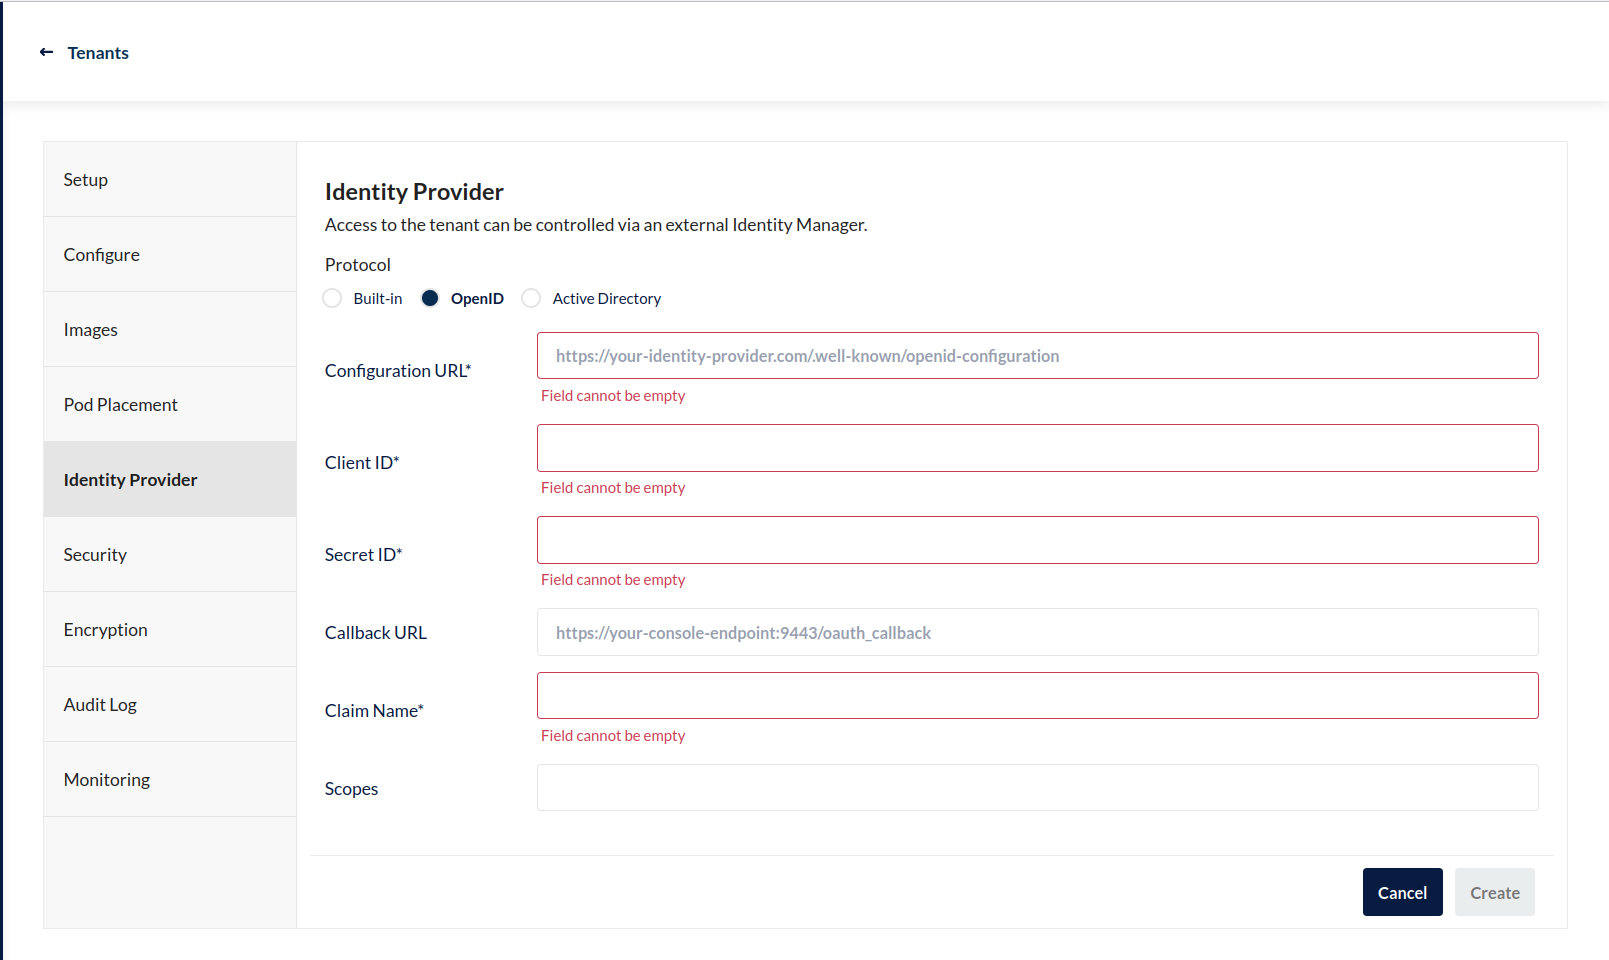 Tenants
Setup
Configure
Images
Pod Placement
Identity Provider
Security
Encryption
Audit Log
Monitoring
Identity Provider
Access to the tenant can be controlled via an external Identity Manager.
Protocol
Built-in OpenID Active Directory
Configuration URL* https://your-identity-provider.com/.well-known/openid-configuration
Field cannot be empty
Client ID*
Field cannot be empty
Secret ID*
Field cannot be empty
Callback URL https://your-console-endpoint:9443/oauth_callback
Claim Name*
Field cannot be empty
Scopes
Cancel Create